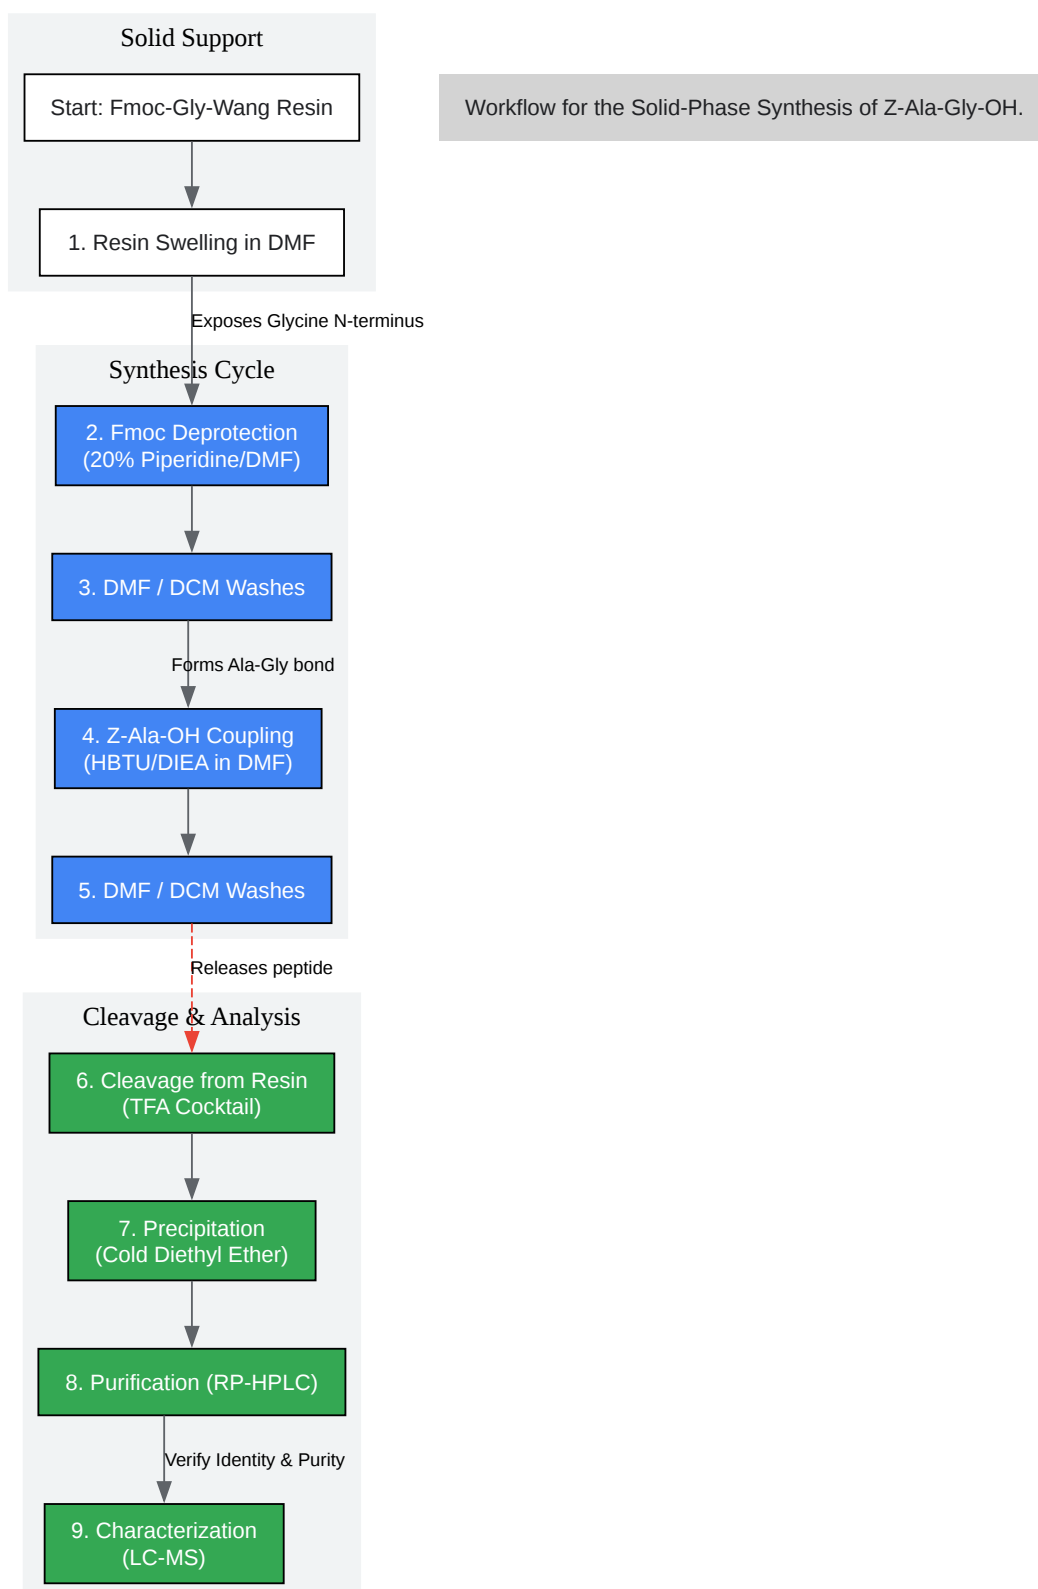 Solid Support
Start: Fmoc-Gly-Wang Resin
Workflow for the Solid-Phase Synthesis of Z-Ala-Gly-OH.
1. Resin Swelling in DMF
Exposes Glycine N-terminus
Synthesis Cycle
2. Fmoc Deprotection
(20% Piperidine/DMF)
3. DMF / DCM Washes
Forms Ala-Gly bond
4. Z-Ala-OH Coupling
(HBTU/DIEA in DMF)
5. DMF / DCM Washes
Releases peptide
Cleavage & Analysis
6. Cleavage from Resin
(TFA Cocktail)
7. Precipitation
(Cold Diethyl Ether)
8. Purification (RP-HPLC)
Verify Identity & Purity
9. Characterization
(LC-MS)